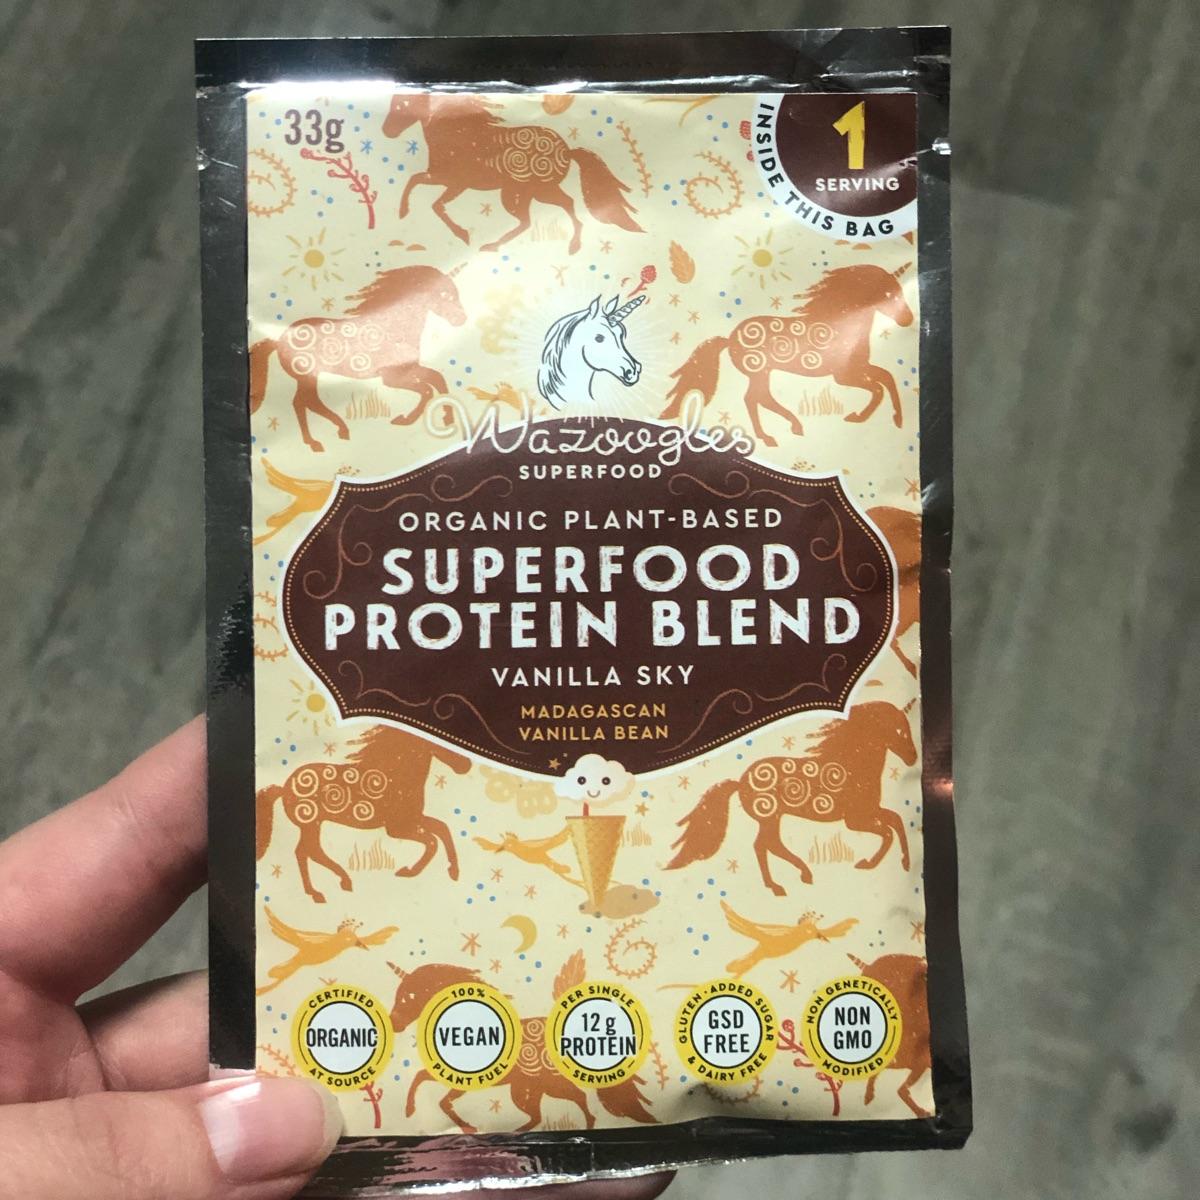 33g
1
SERVING
INSIDE THIS BAG
Wazoogles
SUPERFOOD
ORGANIC PLANT-BASED
SUPERFOOD
PROTEIN BLEND
VANILLA SKY
MADAGASCAN
VANILLA BEAN
CERTIFIED
ORGANIC
AT SOURCE
100%
VEGAN
PLANT FUEL
PER SINGLE
12 g
PROTEIN
SERVING
GLUTEN · ADDED SUGAR
GSD
FREE
& DAIRY FREE
NON GENETICALLY
NON
GMO
MODIFIED